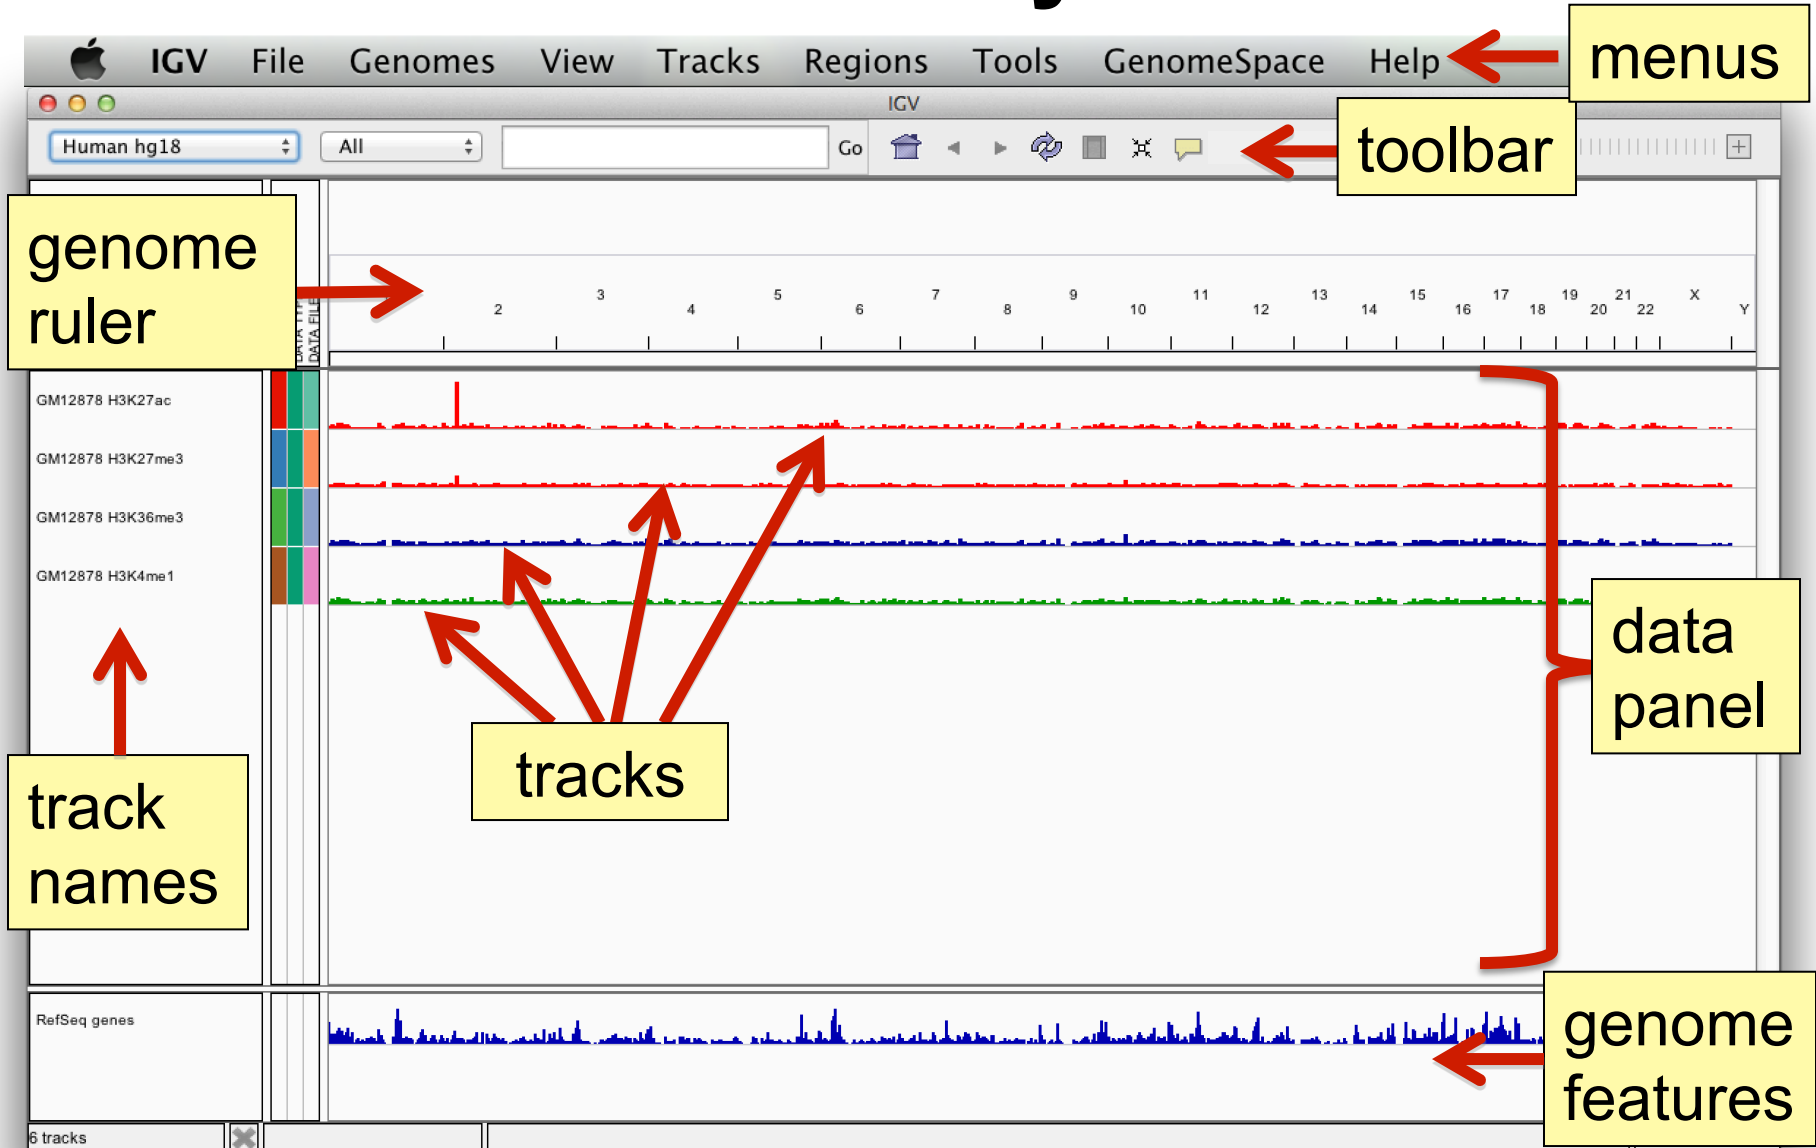 IGV File Genomes View Tracks Regions Tools GenomeSpace Help
menus
IGV
Human hg18
All
Go
toolbar
genome
ruler
DATA FILE
2 3 4 5 6 7 8 9 10 11 12 13 14 15 16 17 18 19 20 21 22 X Y
GM12878 H3K27ac
GM12878 H3K27me3
GM12878 H3K36me3
GM12878 H3K4me1
data
panel
tracks
track
names
RefSeq genes
genome
features
6 tracks